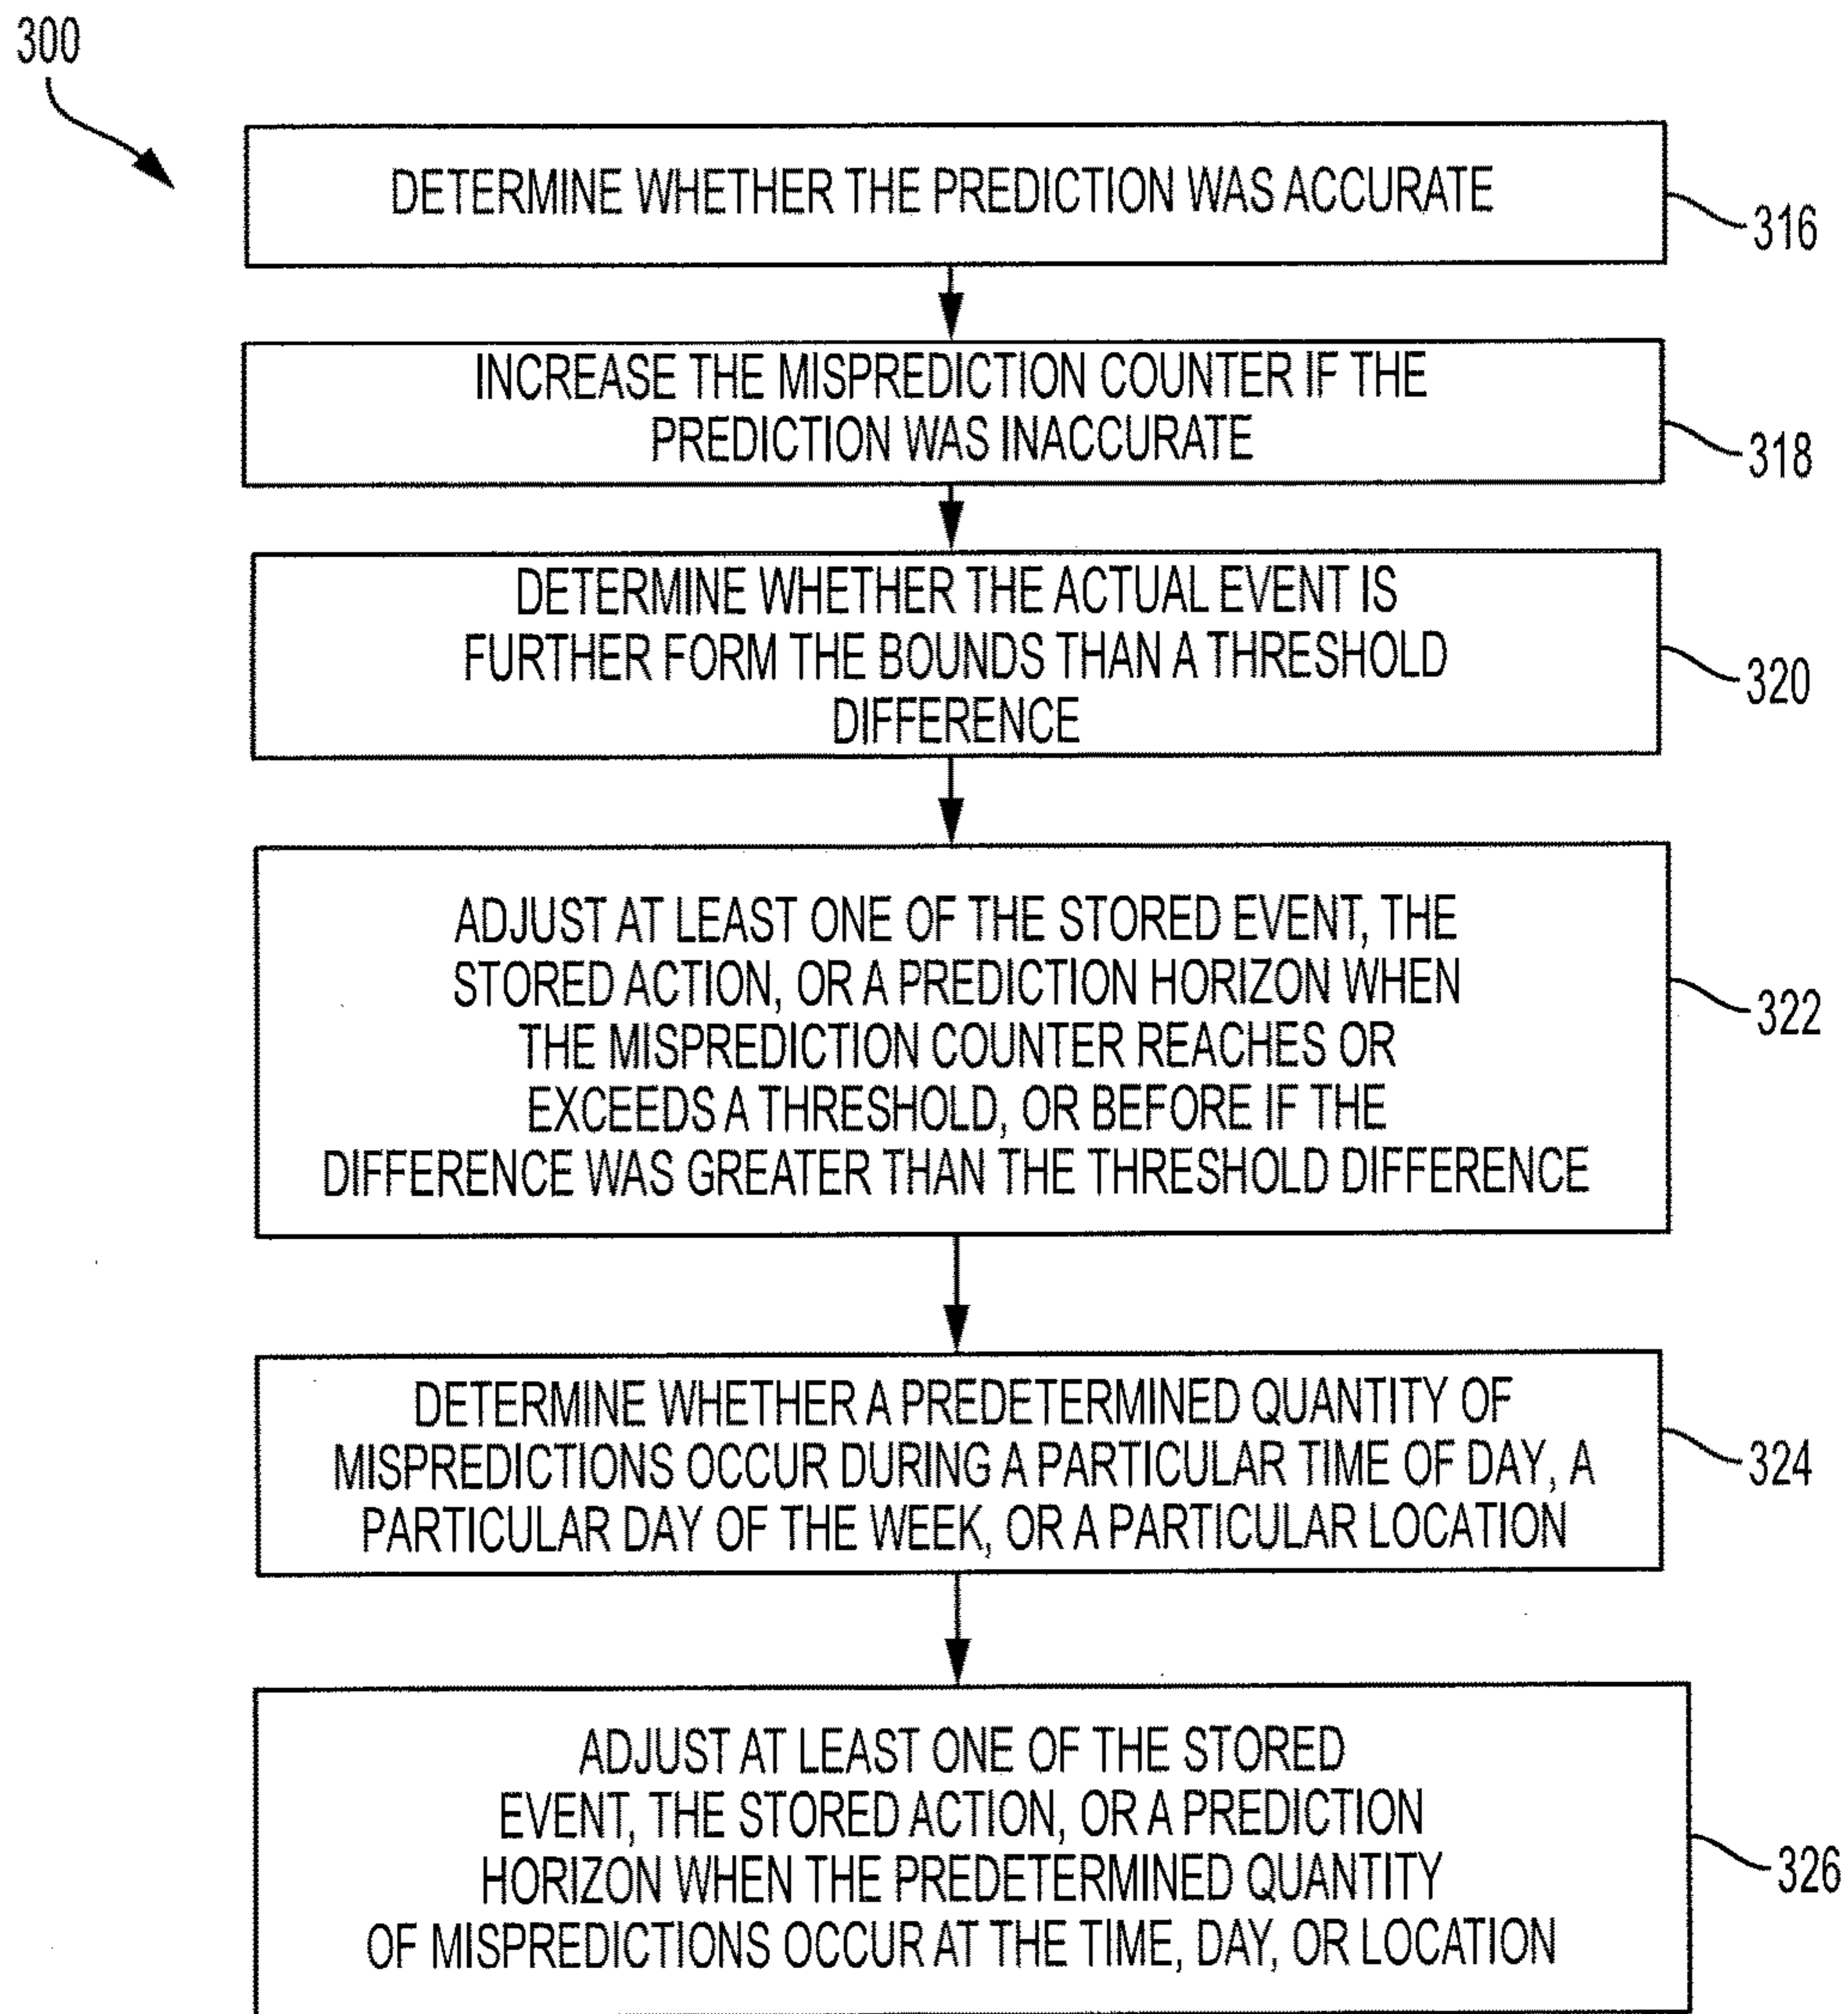 300
DETERMINE WHETHER THE PREDICTION WAS ACCURATE
316
INCREASE THE MISPREDICTION COUNTER IF THE
PREDICTION WAS INACCURATE
318
DETERMINE WHETHER THE ACTUAL EVENT IS
FURTHER FORM THE BOUNDS THAN A THRESHOLD
DIFFERENCE
320
ADJUST AT LEAST ONE OF THE STORED EVENT, THE
STORED ACTION, OR A PREDICTION HORIZON WHEN
THE MISPREDICTION COUNTER REACHES OR
EXCEEDS A THRESHOLD, OR BEFORE IF THE
DIFFERENCE WAS GREATER THAN THE THRESHOLD DIFFERENCE
322
DETERMINE WHETHER A PREDETERMINED QUANTITY OF
MISPREDICTIONS OCCUR DURING A PARTICULAR TIME OF DAY, A
PARTICULAR DAY OF THE WEEK, OR A PARTICULAR LOCATION
324
ADJUST AT LEAST ONE OF THE STORED
EVENT, THE STORED ACTION, OR A PREDICTION
HORIZON WHEN THE PREDETERMINED QUANTITY
OF MISPREDICTIONS OCCUR AT THE TIME, DAY, OR LOCATION
326